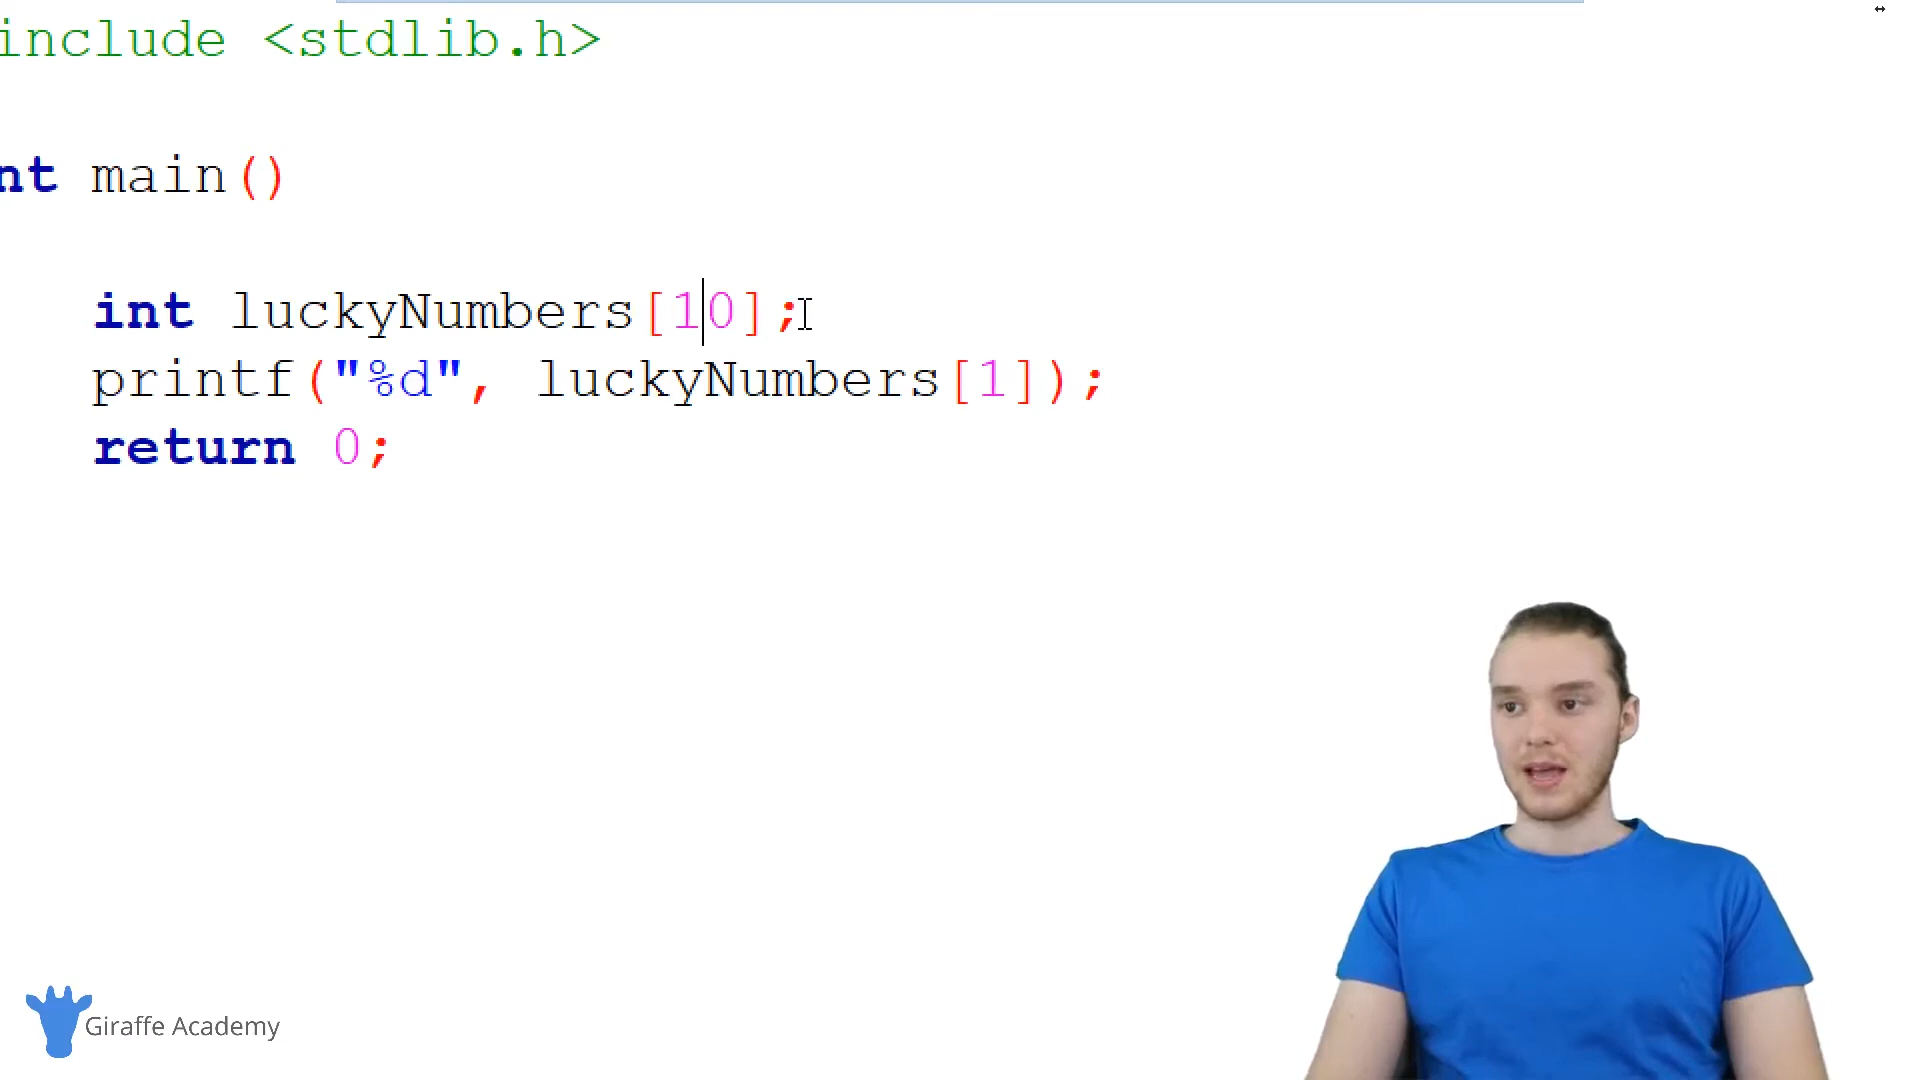 include <stdlib.h>
nt main()
int luckyNumbers[10];
printf("%d", luckyNumbers[1]);
return 0;
Giraffe Academy